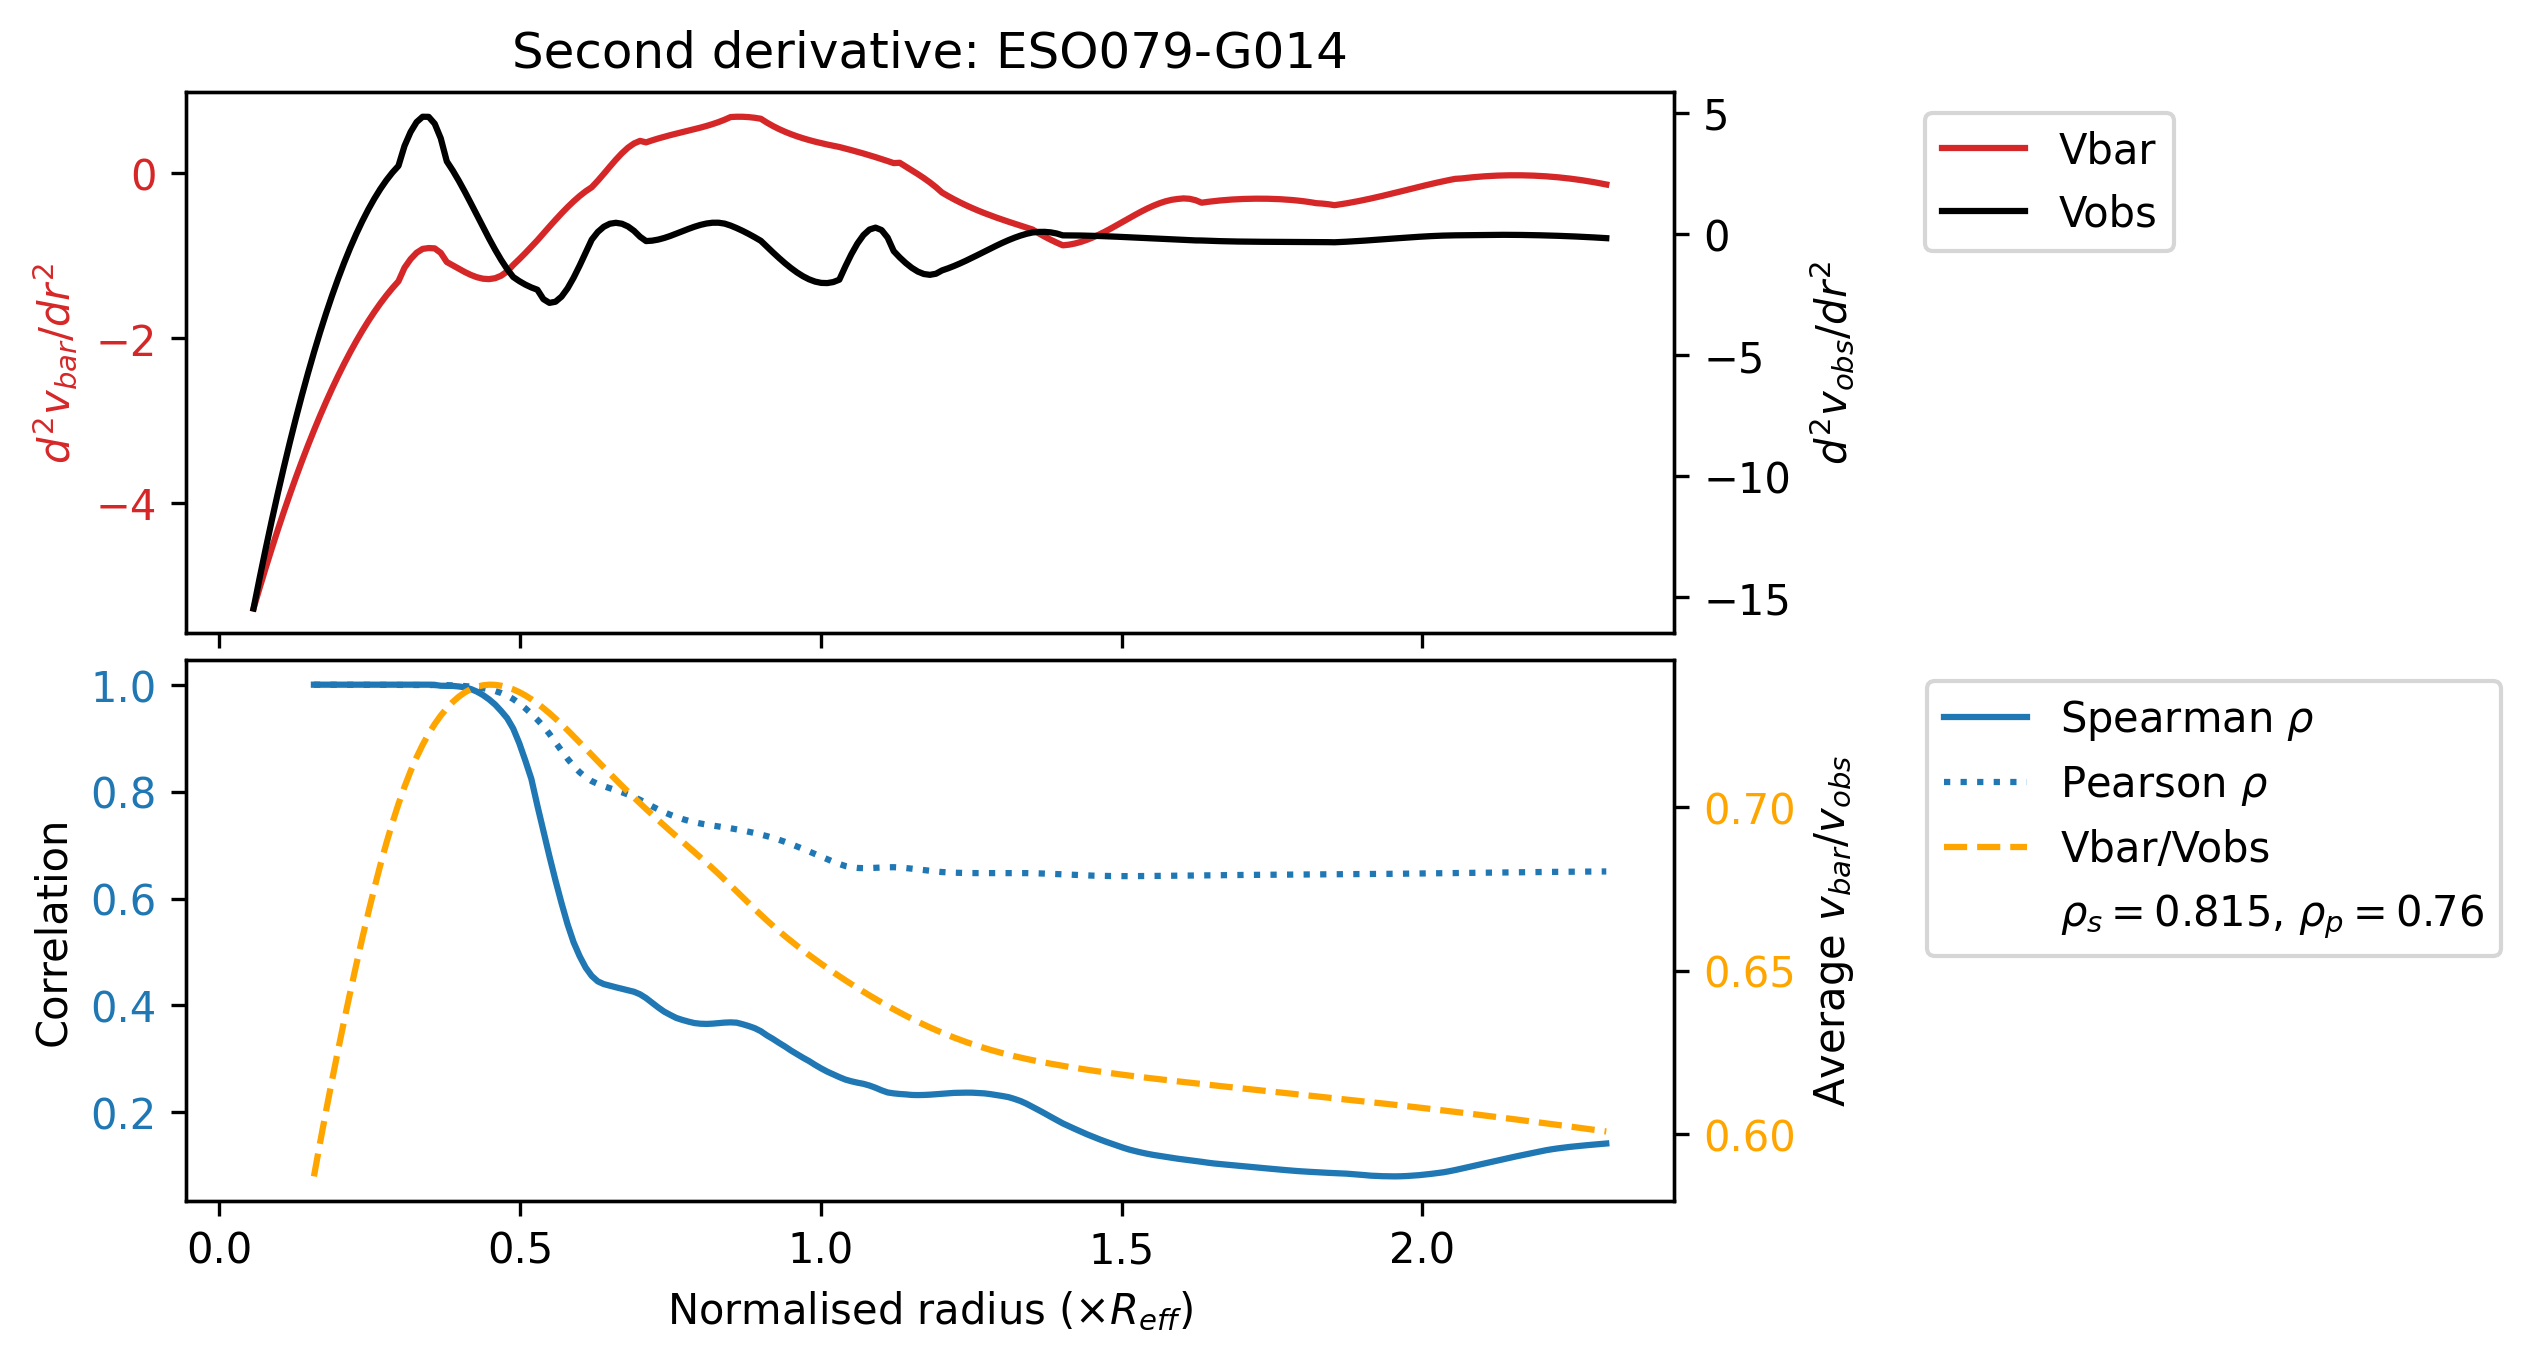 Second derivative: ESO079-G014
0
−2
−4
d²v_bar/dr²
5
0
−5
−10
−15
d²v_obs/dr²
Vbar
Vobs
1.0
0.8
0.6
0.4
0.2
Correlation
0.70
0.65
0.60
Average v_bar/v_obs
Spearman ρ
Pearson ρ
Vbar/Vobs
ρ_s = 0.815, ρ_p = 0.76
0.0 0.5 1.0 1.5 2.0
Normalised radius (×R_eff)